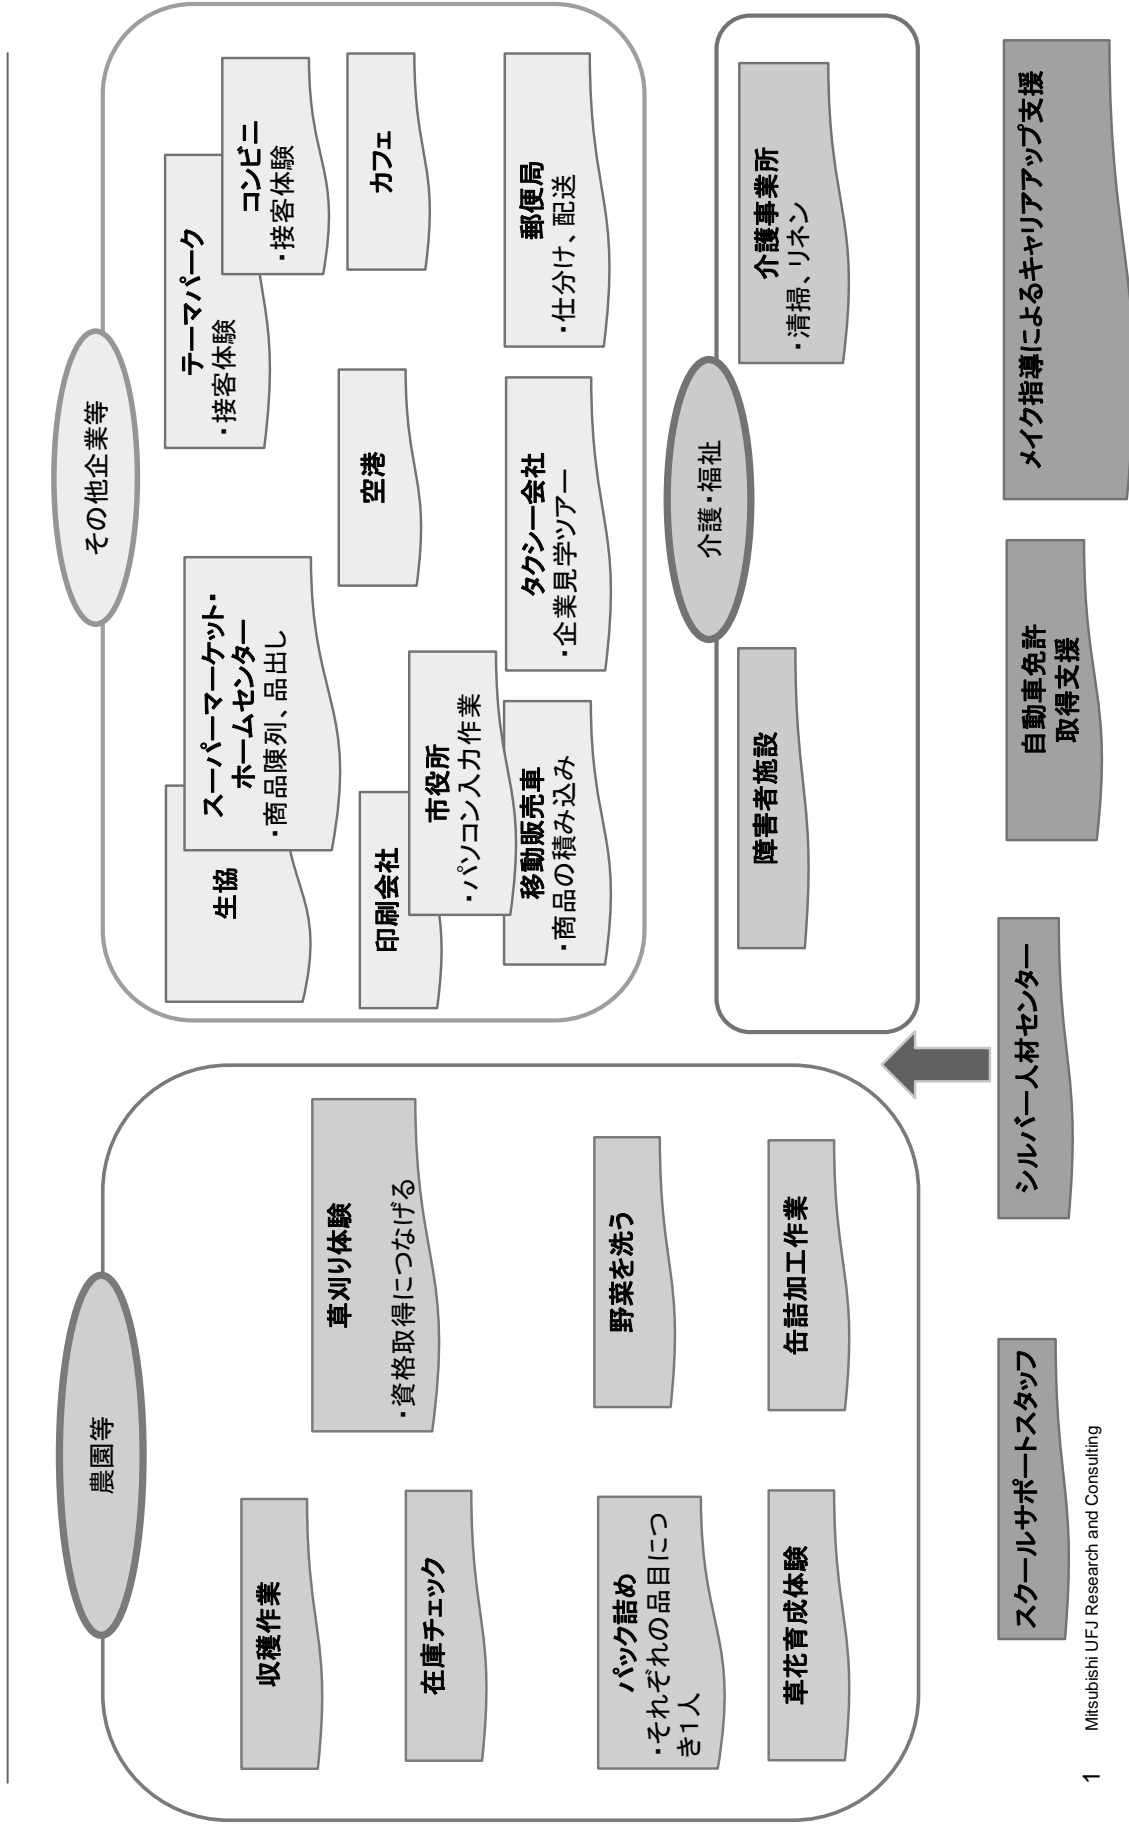 農園等
収穫作業
草刈り体験
・資格取得につなげる
在庫チェック
パック詰め
・それぞれの品目につ
き1人
野菜を洗う
草花育成体験
缶詰加工作業
その他企業等
生協
スーパーマーケット・
ホームセンター
・商品陳列、品出し
テーマパーク
・接客体験
コンビニ
・接客体験
印刷会社
市役所
・パソコン入力作業
空港
カフェ
移動販売車
・商品の積み込み
タクシー会社
・企業見学ツアー
郵便局
・仕分け、配送
介護・福祉
障害者施設
介護事業所
・清掃、リネン
スクールサポートスタッフ
シルバー人材センター
自動車免許
取得支援
メイク指導によるキャリアアップ支援
1 Mitsubishi UFJ Research and Consulting